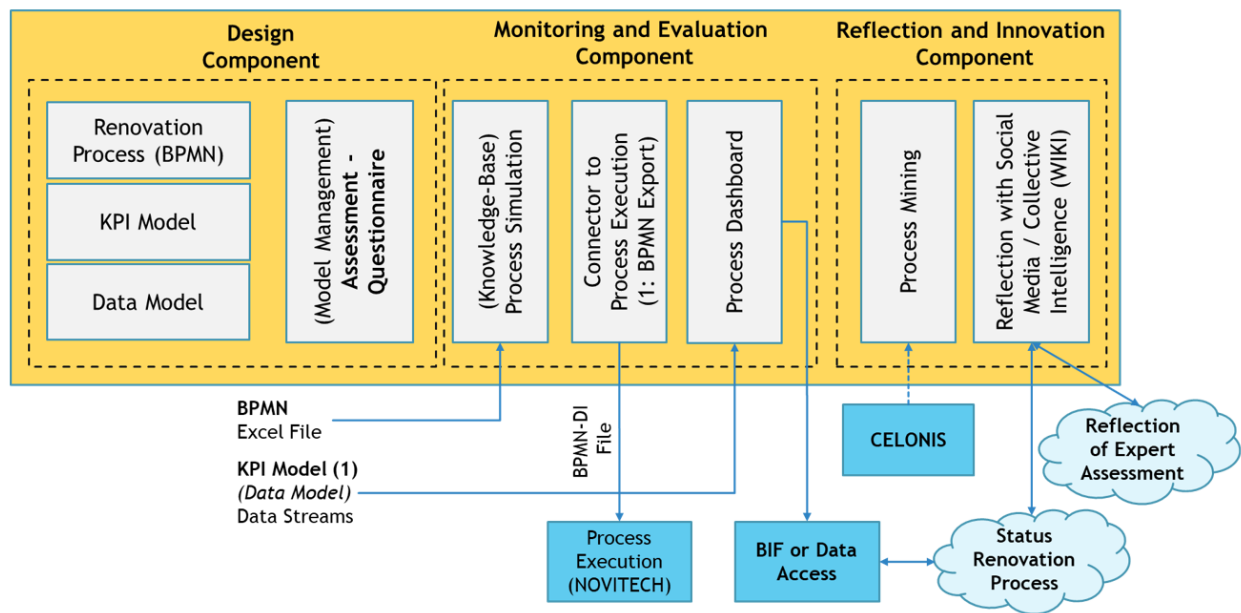 Design
Component
Monitoring and Evaluation
Component
Reflection and Innovation
Component
Renovation
Process (BPMN)
KPI Model
Data Model
(Model Management)
Assessment -
Questionnaire
(Knowledge-Base)
Process Simulation
Connector to
Process Execution
(1: BPMN Export)
Process Dashboard
Process Mining
Reflection with Social
Media / Collective
Intelligence (WIKI)
BPMN
Excel File
KPI Model (1)
(Data Model)
Data Streams
BPMN-DI
File
CELONIS
Reflection
of Expert
Assessment
Process
Execution
(NOVITECH)
BIF or Data
Access
Status
Renovation
Process